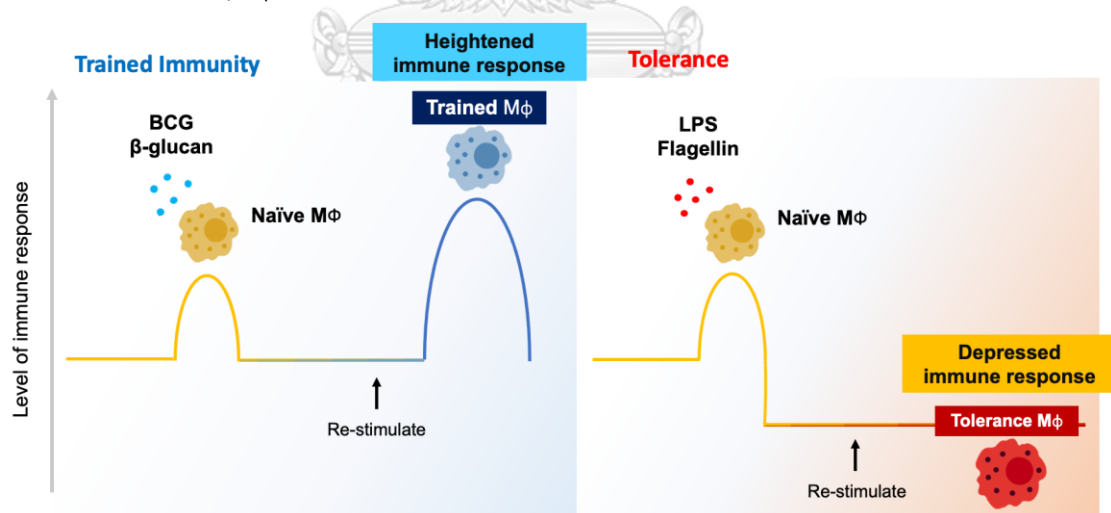 Trained Immunity
Heightened
immune response
Tolerance
Trained Mϕ
BCG
β-glucan
Naïve MΦ
Re-stimulate
LPS
Flagellin
Naïve MΦ
Depressed
immune response
Tolerance Mϕ
Re-stimulate
Level of immune response